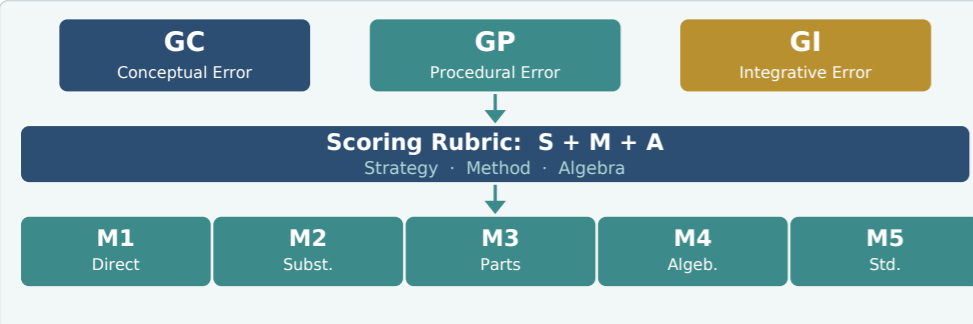 GC
Conceptual Error
GP
Procedural Error
GI
Integrative Error
Scoring Rubric: S + M + A
Strategy · Method · Algebra
M1
Direct
M2
Subst.
M3
Parts
M4
Algeb.
M5
Std.